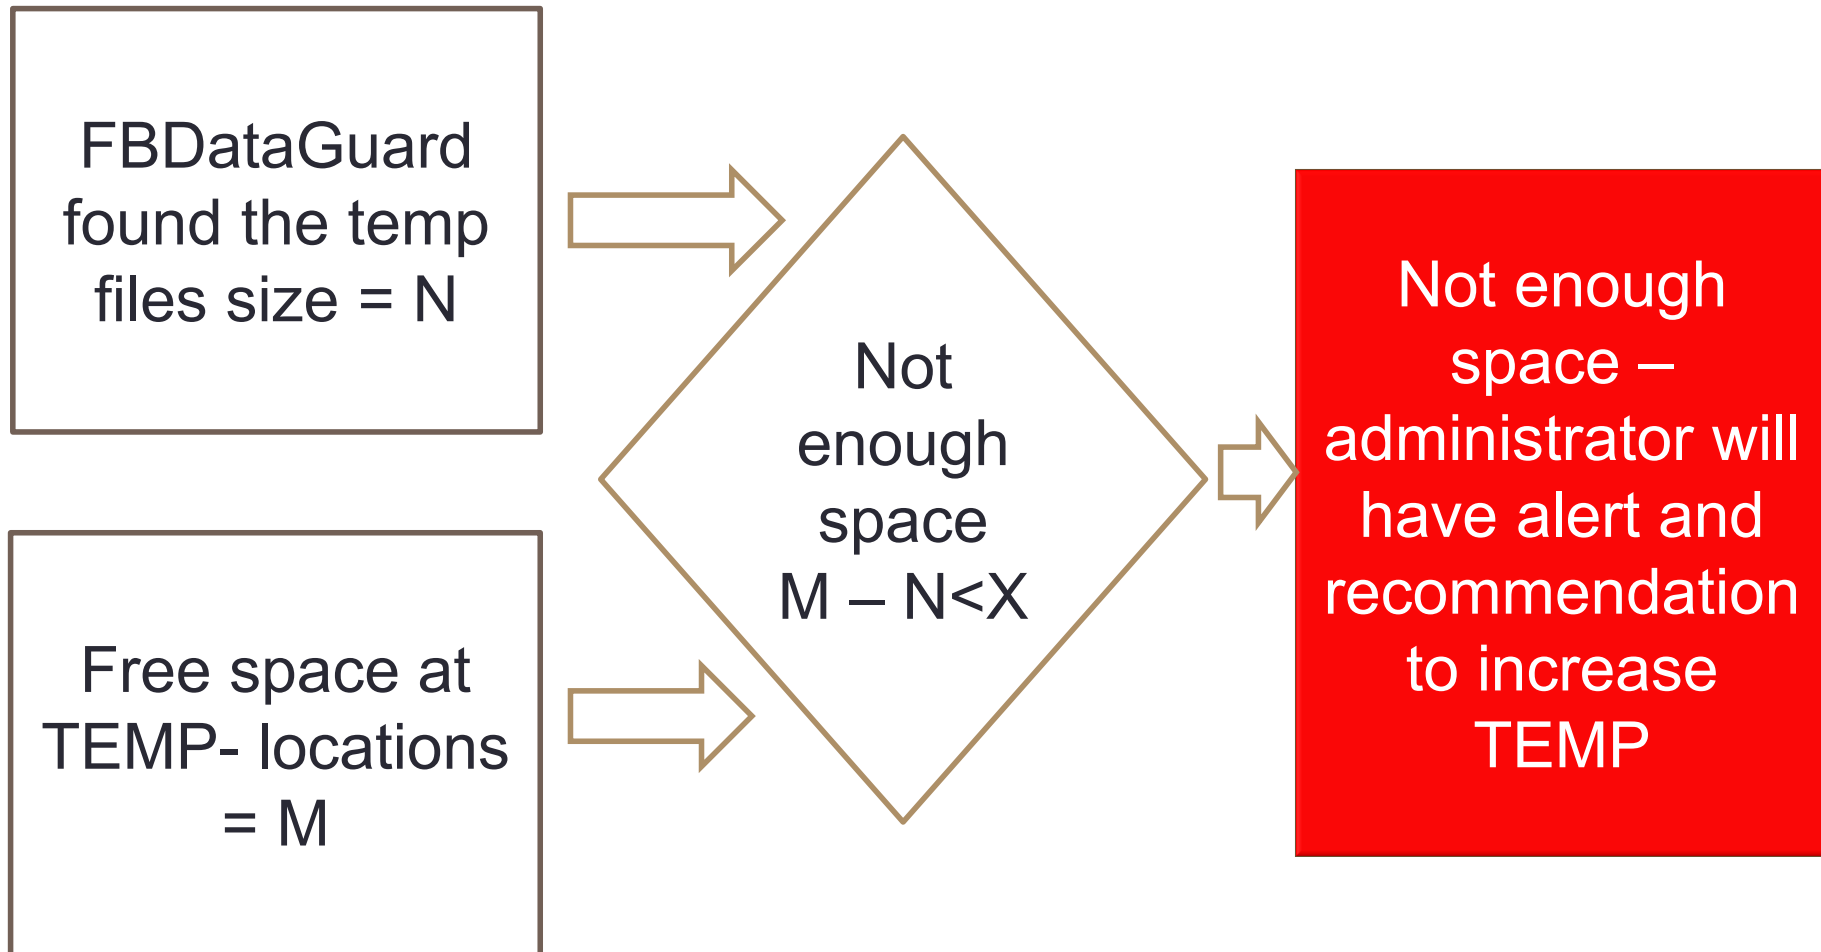 FBDataGuard
found the temp
files size = N
Free space at
TEMP- locations
= M
Not
enough
space
M – N<X
Not enough
space –
administrator will
have alert and
recommendation
to increase
TEMP